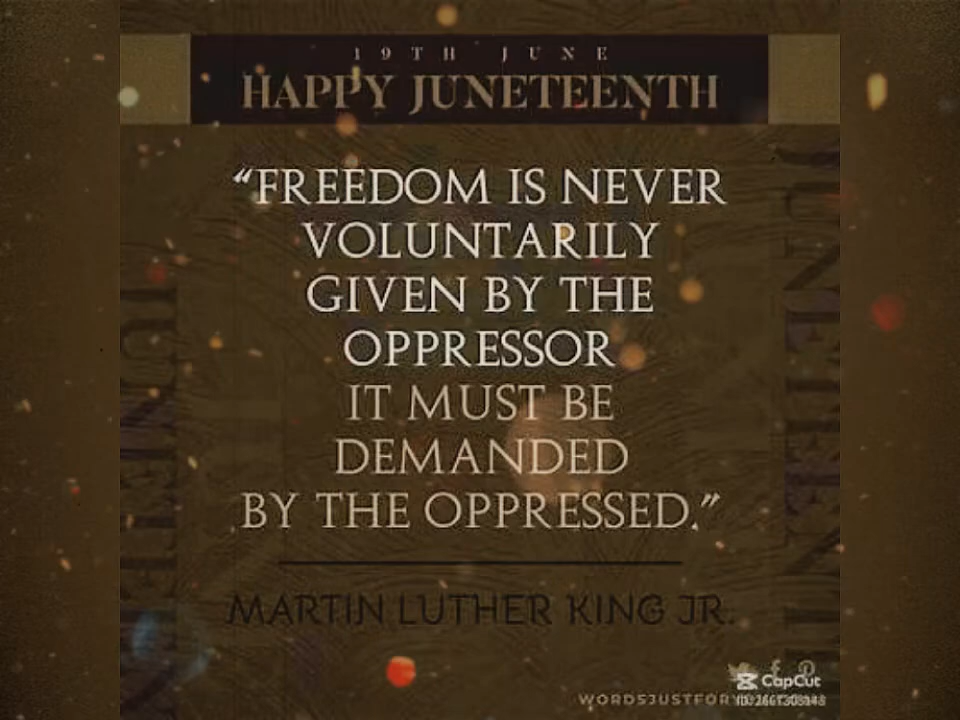 19TH JUNE
HAPPY JUNETEENTH
“FREEDOM IS NEVER
VOLUNTARILY
GIVEN BY THE
OPPRESSOR
IT MUST BE
DEMANDED
BY THE OPPRESSED.”
MARTIN LUTHER KING JR.
CapCut